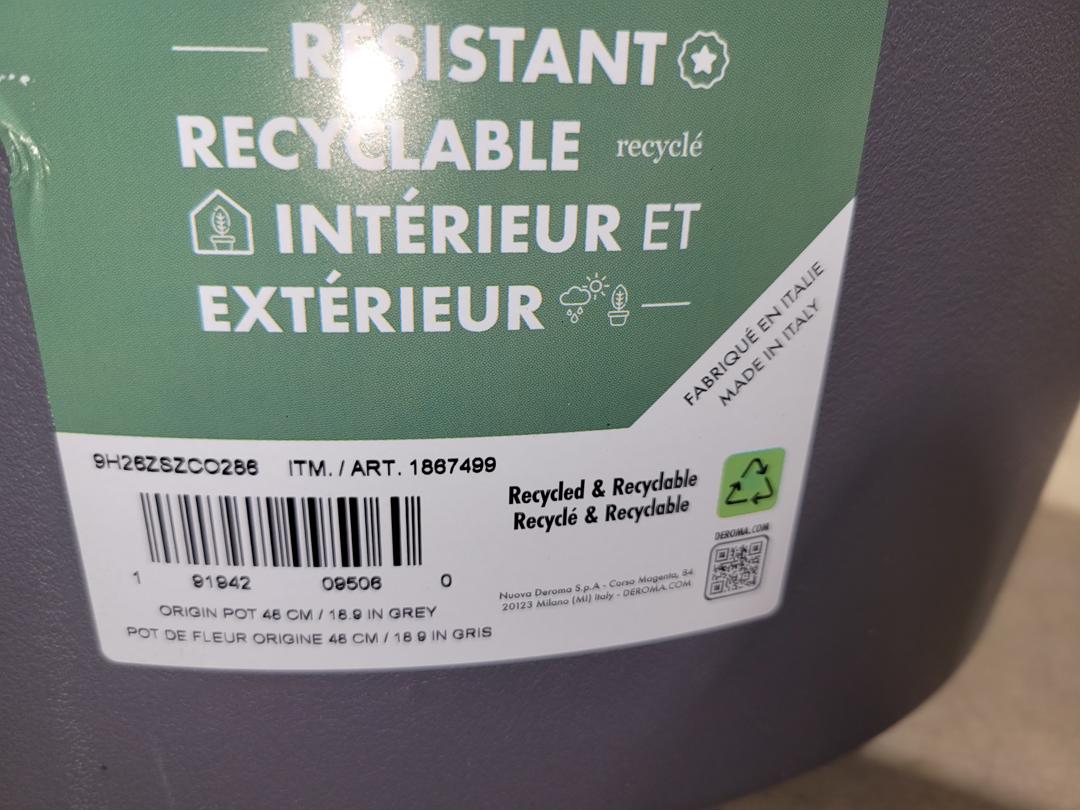 RÉSISTANT
RECYCLABLE recyclé
INTÉRIEUR ET
EXTÉRIEUR
FABRIQUÉ EN ITALIE
MADE IN ITALY
9H26ZSZCO286 ITM. / ART. 1867499
Recycled & Recyclable
Recyclé & Recyclable
DEROMA.COM
1 91942 09506 0
Nuova Deroma S.p.A - Corso Magenta, 84
20123 Milano (MI) Italy - DEROMA.COM
ORIGIN POT 48 CM / 18.9 IN GREY
POT DE FLEUR ORIGINE 48 CM / 18 9 IN GRIS